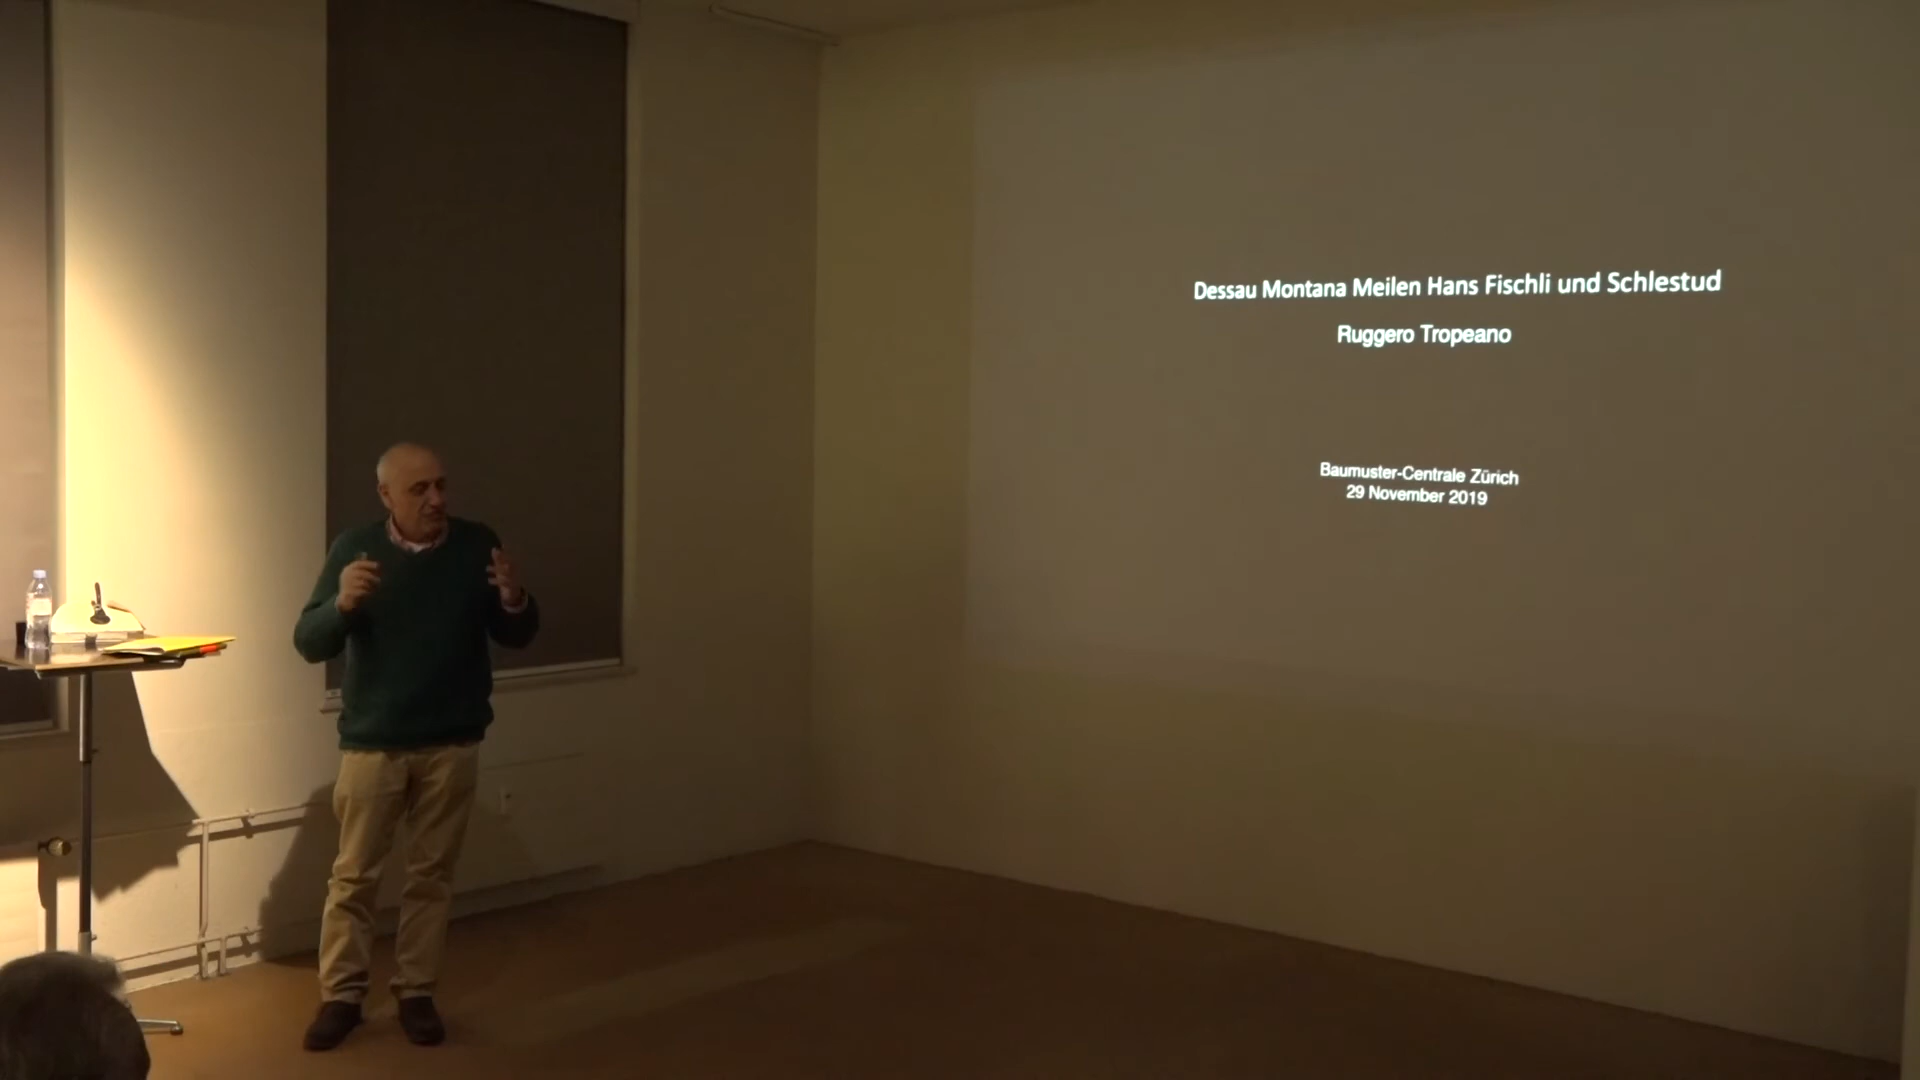 Dessau Montana Meilen Hans Fischli und Schlestud
Ruggero Tropeano
Baumuster-Centrale Zürich
29 November 2019